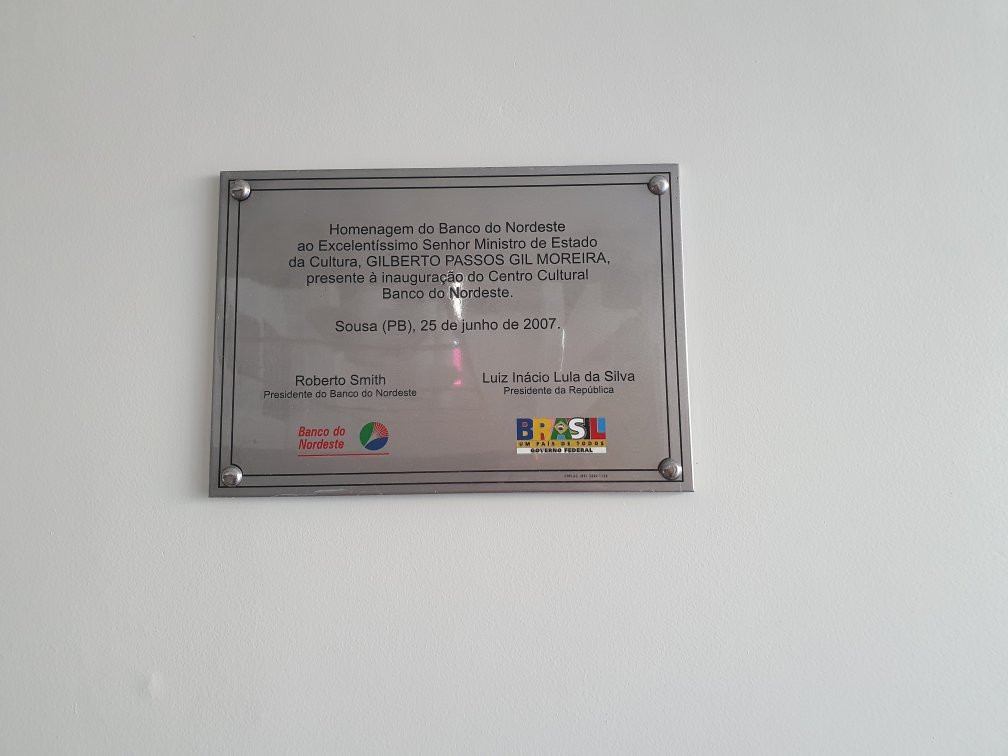 Homenagem do Banco do Nordeste
ao Excelentíssimo Senhor Ministro de Estado
da Cultura, GILBERTO PASSOS GIL MOREIRA,
presente à inauguração do Centro Cultural
Banco do Nordeste.
Sousa (PB), 25 de junho de 2007.
Roberto Smith
Presidente do Banco do Nordeste
Luíz Inácio Lula da Silva
Presidente da República
Banco do
Nordeste
BRASIL
UM PAÍS DE TODOS
GOVERNO FEDERAL